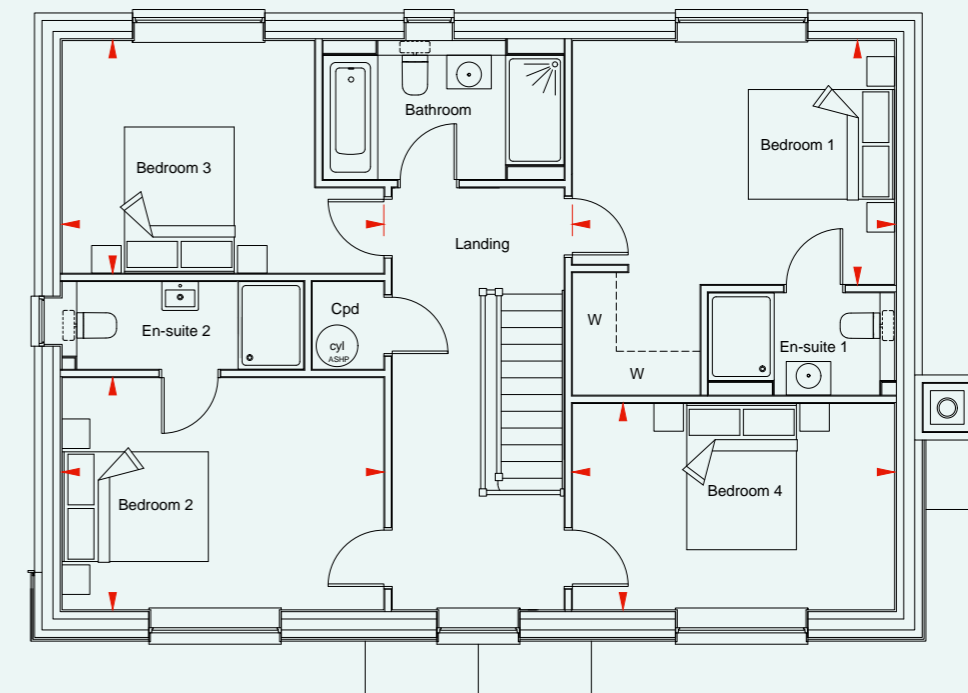 Bathroom
Bedroom 1
Bedroom 3
Landing
Cpd
W
En-suite 2
cyl
ASHP
En-suite 1
W
Bedroom 4
Bedroom 2